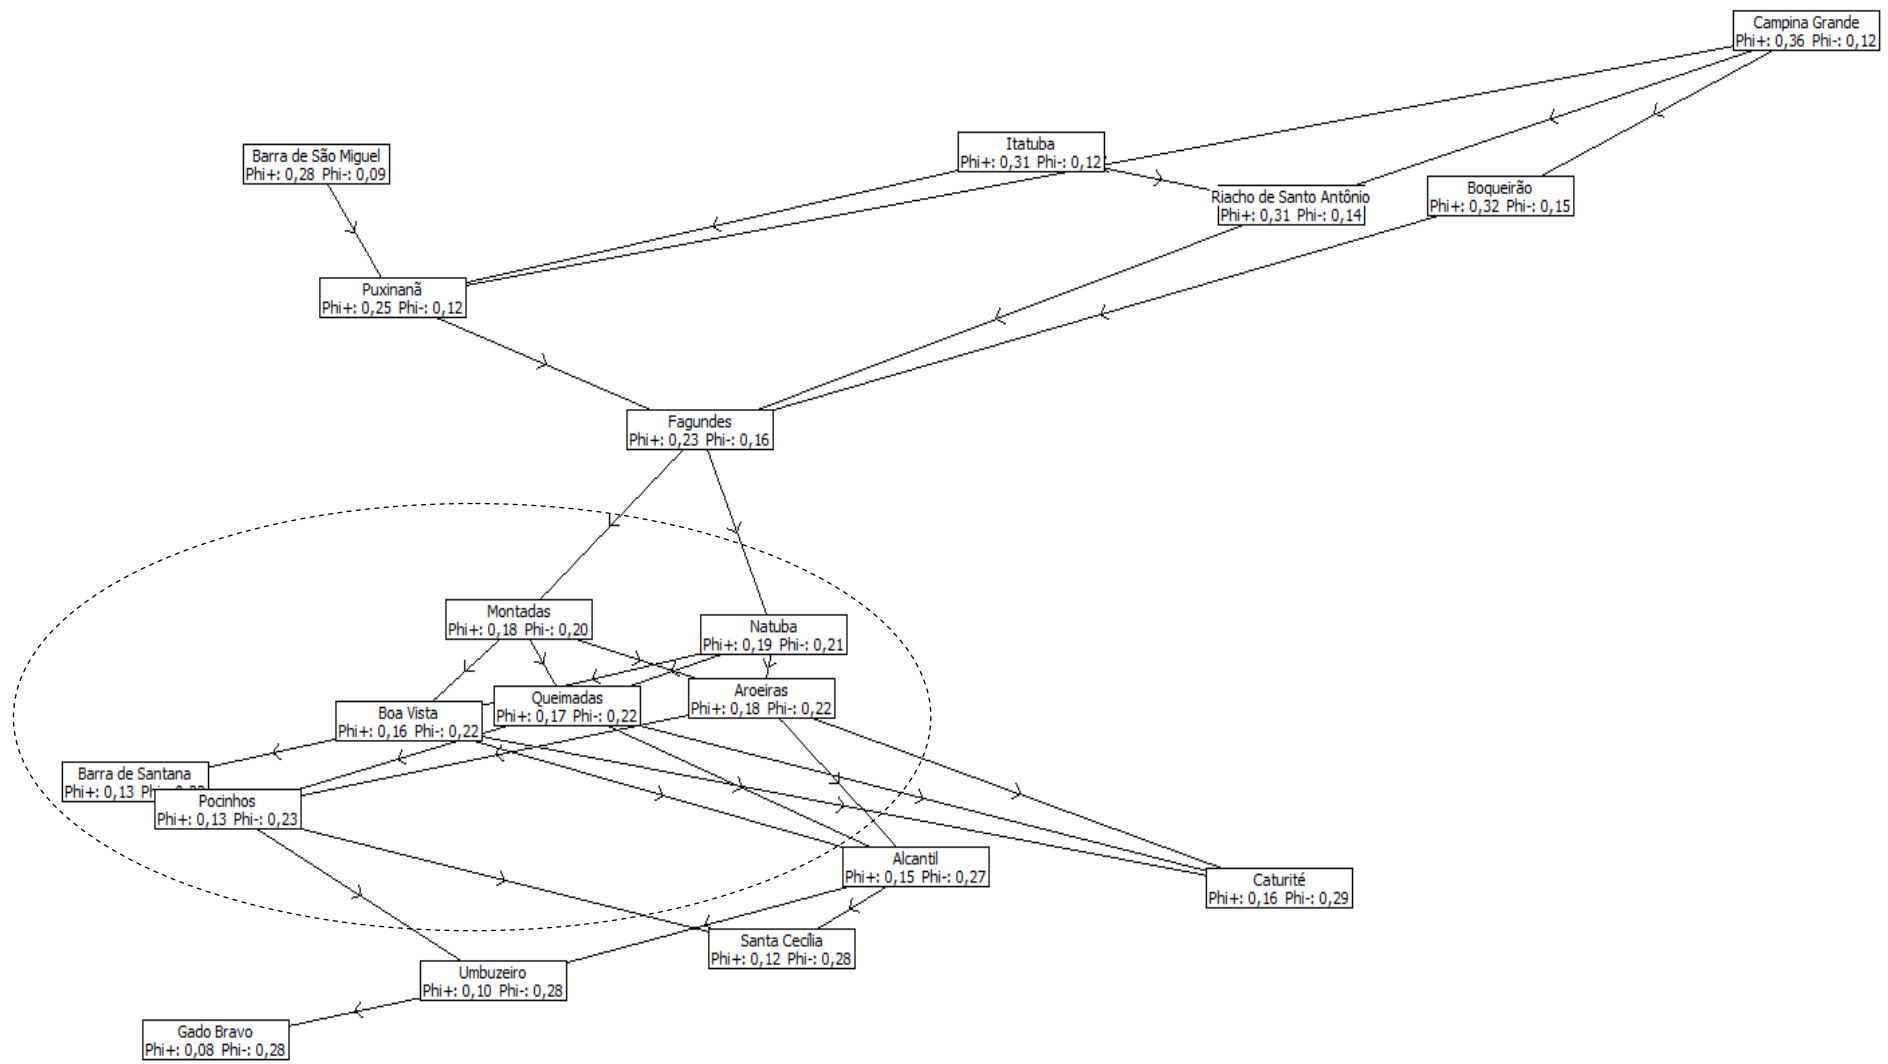 Campina Grande
Phi+: 0,36 Phi-: 0,12
Itatuba
Phi+: 0,31 Phi-: 0,12
Barra de São Miguel
Phi+: 0,28 Phi-: 0,09
Riacho de Santo Antônio
Phi+: 0,31 Phi-: 0,14
Boqueirão
Phi+: 0,32 Phi-: 0,15
Puxinanã
Phi+: 0,25 Phi-: 0,12
Fagundes
Phi+: 0,23 Phi-: 0,16
Montadas
Phi+: 0,18 Phi-: 0,20
Natuba
Phi+: 0,19 Phi-: 0,21
Queimadas
Phi+: 0,17 Phi-: 0,22
Aroeiras
Phi+: 0,18 Phi-: 0,22
Boa Vista
Phi+: 0,16 Phi-: 0,22
Barra de Santana
Phi+: 0,13
Pocinhos
Phi+: 0,13 Phi-: 0,23
Alcantil
Phi+: 0,15 Phi-: 0,27
Caturité
Phi+: 0,16 Phi-: 0,29
Santa Cecília
Phi+: 0,12 Phi-: 0,28
Umbuzeiro
Phi+: 0,10 Phi-: 0,28
Gado Bravo
Phi+: 0,08 Phi-: 0,28